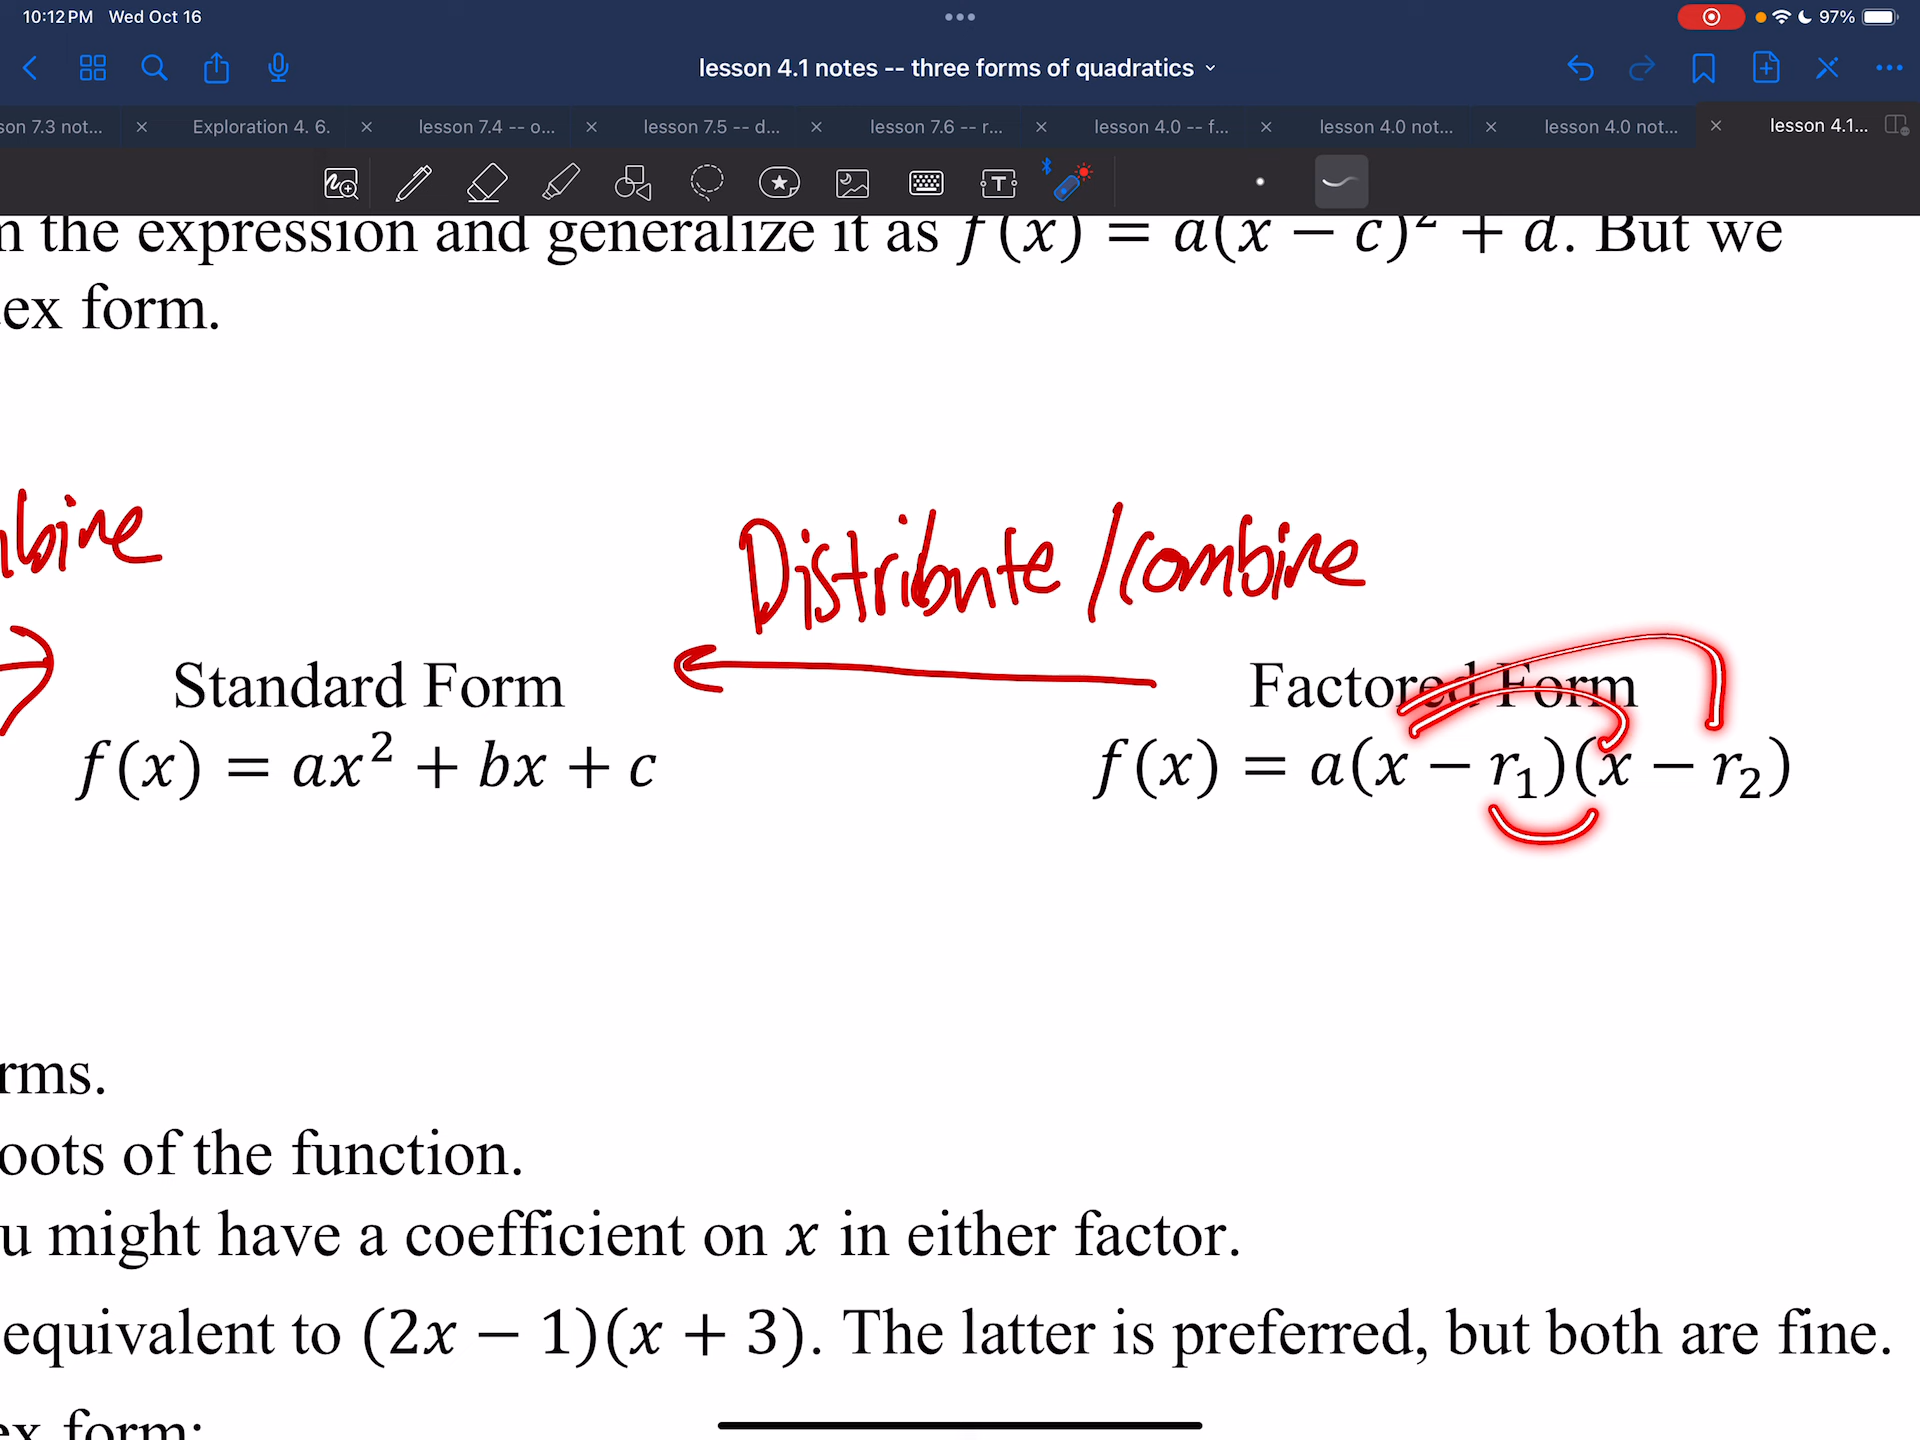 10:12 PM Wed Oct 16
97%
lesson 4.1 notes -- three forms of quadratics
son 7.3 not... Exploration 4. 6. lesson 7.4 -- o... lesson 7.5 -- d... lesson 7.6 -- r... lesson 4.0 -- f... lesson 4.0 not... lesson 4.0 not... lesson 4.1...
n the expression and generalize it as f(x) = a(x − c)² + d. But we
ex form.
mbine
Distribute/combine
Standard Form
f(x) = ax² + bx + c
Factored Form
f(x) = a(x − r₁)(x − r₂)
rms.
oots of the function.
u might have a coefficient on x in either factor.
equivalent to (2x − 1)(x + 3). The latter is preferred, but both are fine.
ex form: